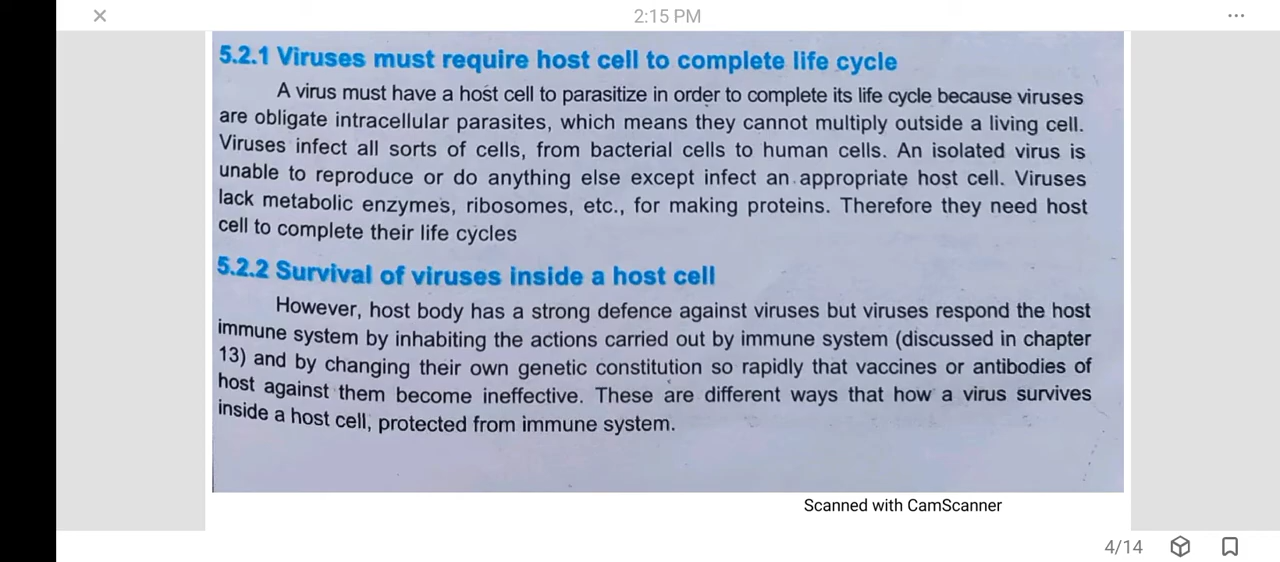 2:15 PM
5.2.1 Viruses must require host cell to complete life cycle
A virus must have a host cell to parasitize in order to complete its life cycle because viruses
are obligate intracellular parasites, which means they cannot multiply outside a living cell.
Viruses infect all sorts of cells, from bacterial cells to human cells. An isolated virus is
unable to reproduce or do anything else except infect an appropriate host cell. Viruses
lack metabolic enzymes, ribosomes, etc., for making proteins. Therefore they need host
cell to complete their life cycles
5.2.2 Survival of viruses inside a host cell
However, host body has a strong defence against viruses but viruses respond the host
immune system by inhabiting the actions carried out by immune system (discussed in chapter
13) and by changing their own genetic constitution so rapidly that vaccines or antibodies of
host against them become ineffective. These are different ways that how a virus survives
inside a host cell, protected from immune system.
Scanned with CamScanner
4/14